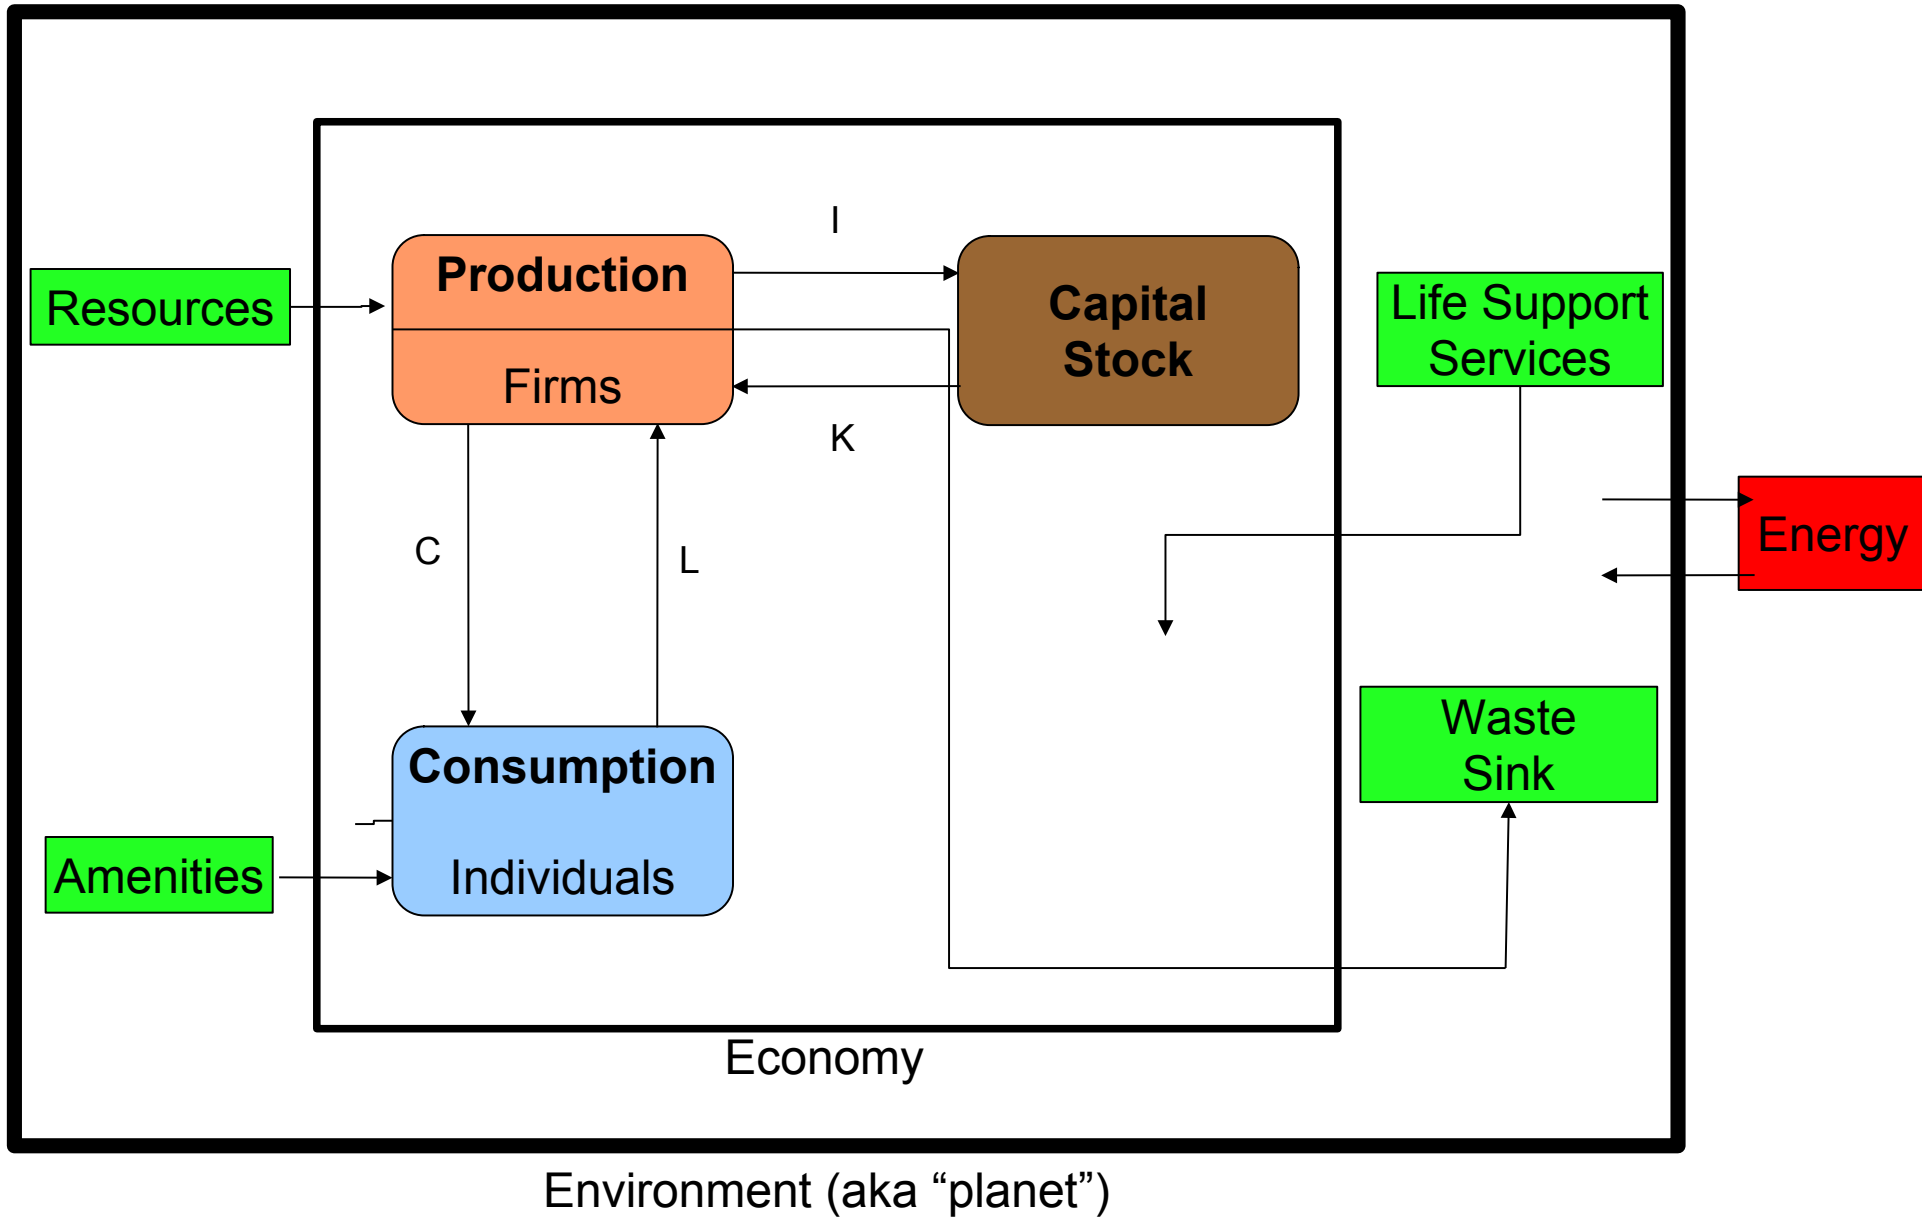 I
Production
Resources
Firms
Capital
Stock
Life Support
Services
K
C
L
Energy
Consumption
Individuals
Amenities
Waste
Sink
Economy
Environment (aka “planet”)